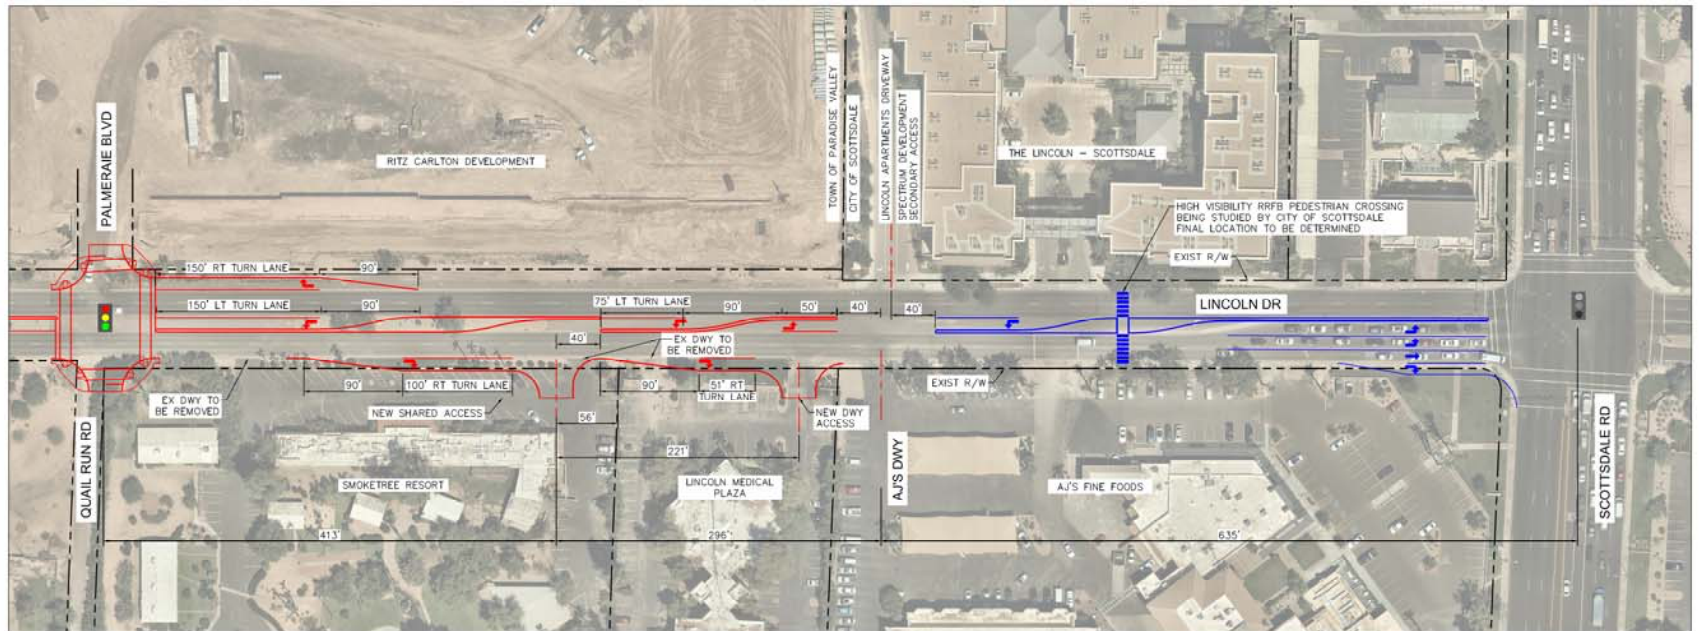 PALMERAIE BLVD
RITZ CARLTON DEVELOPMENT
TOWN OF PARADISE VALLEY
CITY OF SCOTTSDALE
LINCOLN APARTMENTS DRIVEWAY
SPECTRUM DEVELOPMENT
SECONDARY ACCESS
THE LINCOLN - SCOTTSDALE
HIGH VISIBILITY RRFB PEDESTRIAN CROSSING
BEING STUDIED BY CITY OF SCOTTSDALE
FINAL LOCATION TO BE DETERMINED
EXIST R/W
150' RT TURN LANE
90'
150' LT TURN LANE
90'
75' LT TURN LANE
90'
50'
40'
40'
LINCOLN DR
40'
EX DWY TO
BE REMOVED
EX DWY TO
BE REMOVED
90'
100' RT TURN LANE
90'
51' RT
TURN LANE
EXIST R/W
NEW SHARED ACCESS
56'
NEW DWY
ACCESS
221'
QUAIL RUN RD
SMOKETREE RESORT
LINCOLN MEDICAL
PLAZA
AJ'S DWY
AJ'S FINE FOODS
SCOTTSDALE RD
413'
296'
635'